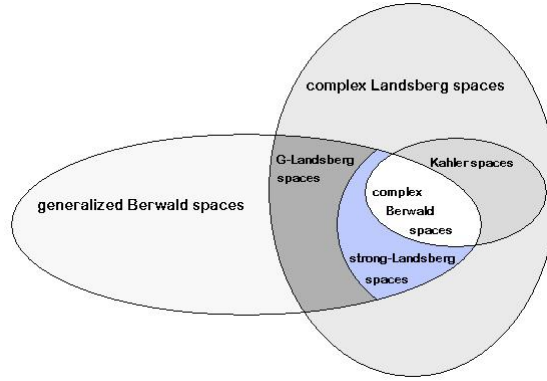 complex Landsberg spaces
G-Landsberg
spaces
Kahler spaces
generalized Berwald spaces
complex
Berwald
spaces
strong-Landsberg
spaces